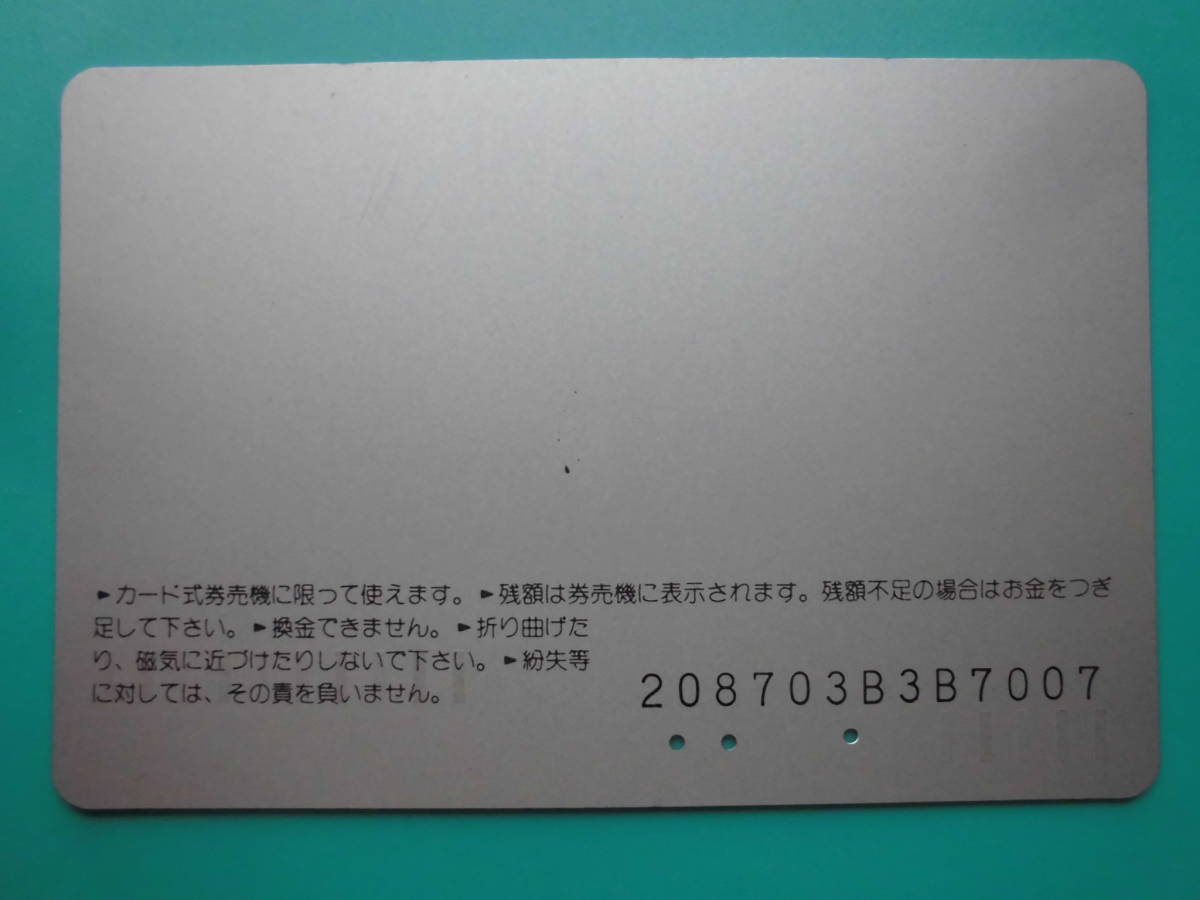 ►カード式券売機に限って使えます。►残額は券売機に表示されます。残額不足の場合はお金をつぎ
足して下さい。►換金できません。►折り曲げた
り、磁気に近づけたりしないで下さい。►紛失等
に対しては、その責を負いません。
208703B3B7007